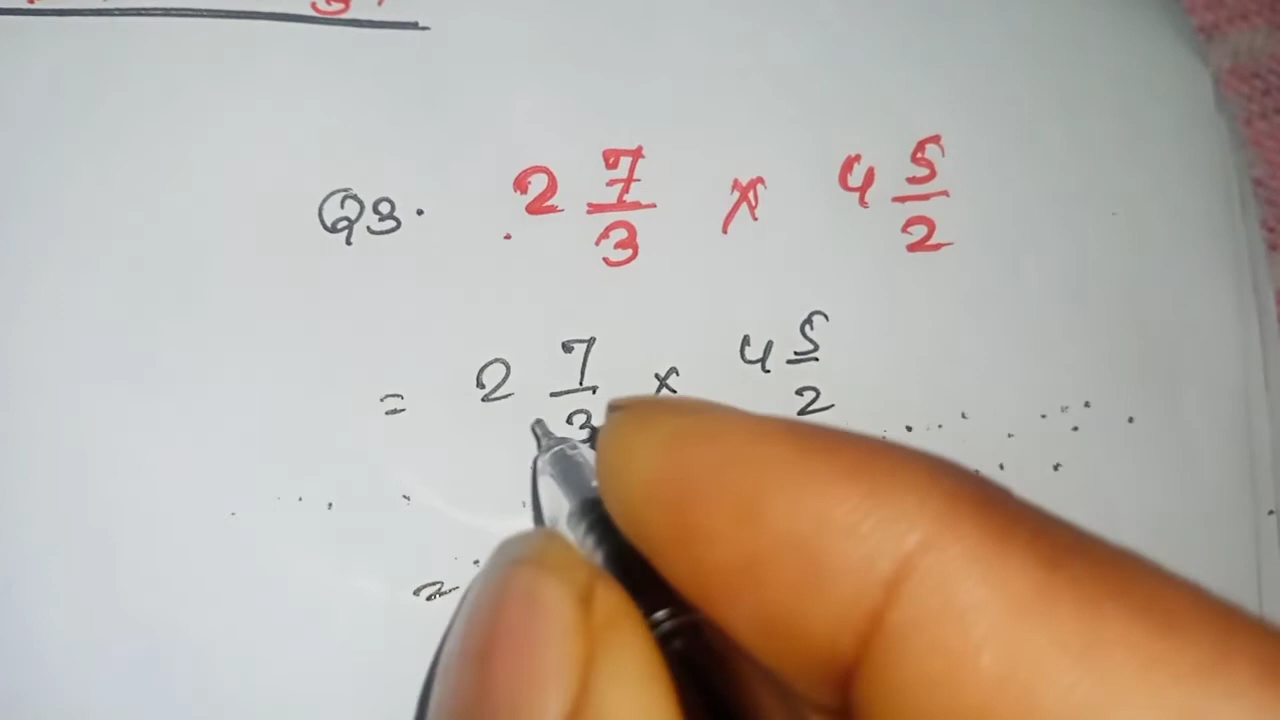 Q3. 2 7/3 × 4 5/2
= 2 7/3 × 4 5/2
=